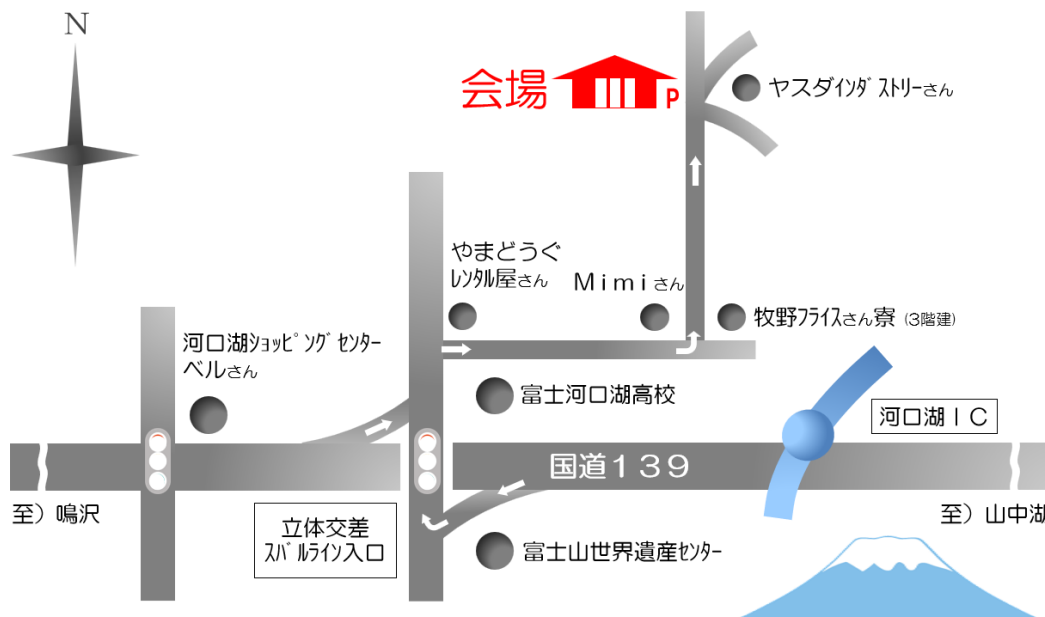 N
会場
P
ヤスダインダストリーさん
やまどうぐ
レンタル屋さん
Ｍｉｍｉさん
牧野フライスさん寮 (3階建)
河口湖ショッピングセンター
ベルさん
富士河口湖高校
河口湖ＩＣ
国道１３９
至）鳴沢
至）山中湖
立体交差
スバルライン入口
富士山世界遺産センター